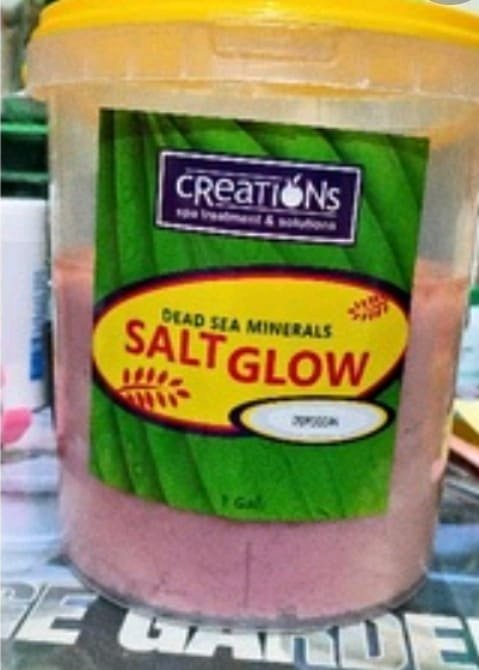 cReatiONs
spa treatment & solutions
DEAD SEA MINERALS
SALT GLOW
1 Gal.
GARDE